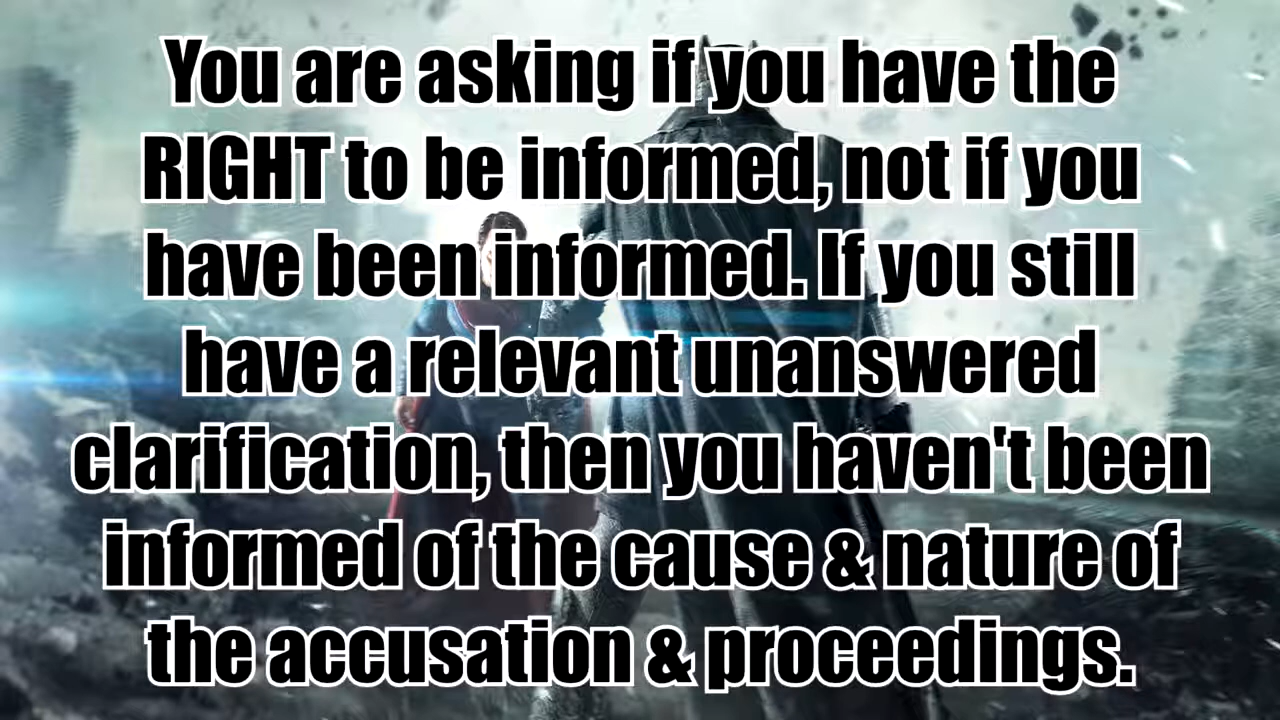 You are asking if you have the
RIGHT to be informed, not if you
have been informed. If you still
have a relevant unanswered
clarification, then you haven't been
informed of the cause & nature of
the accusation & proceedings.